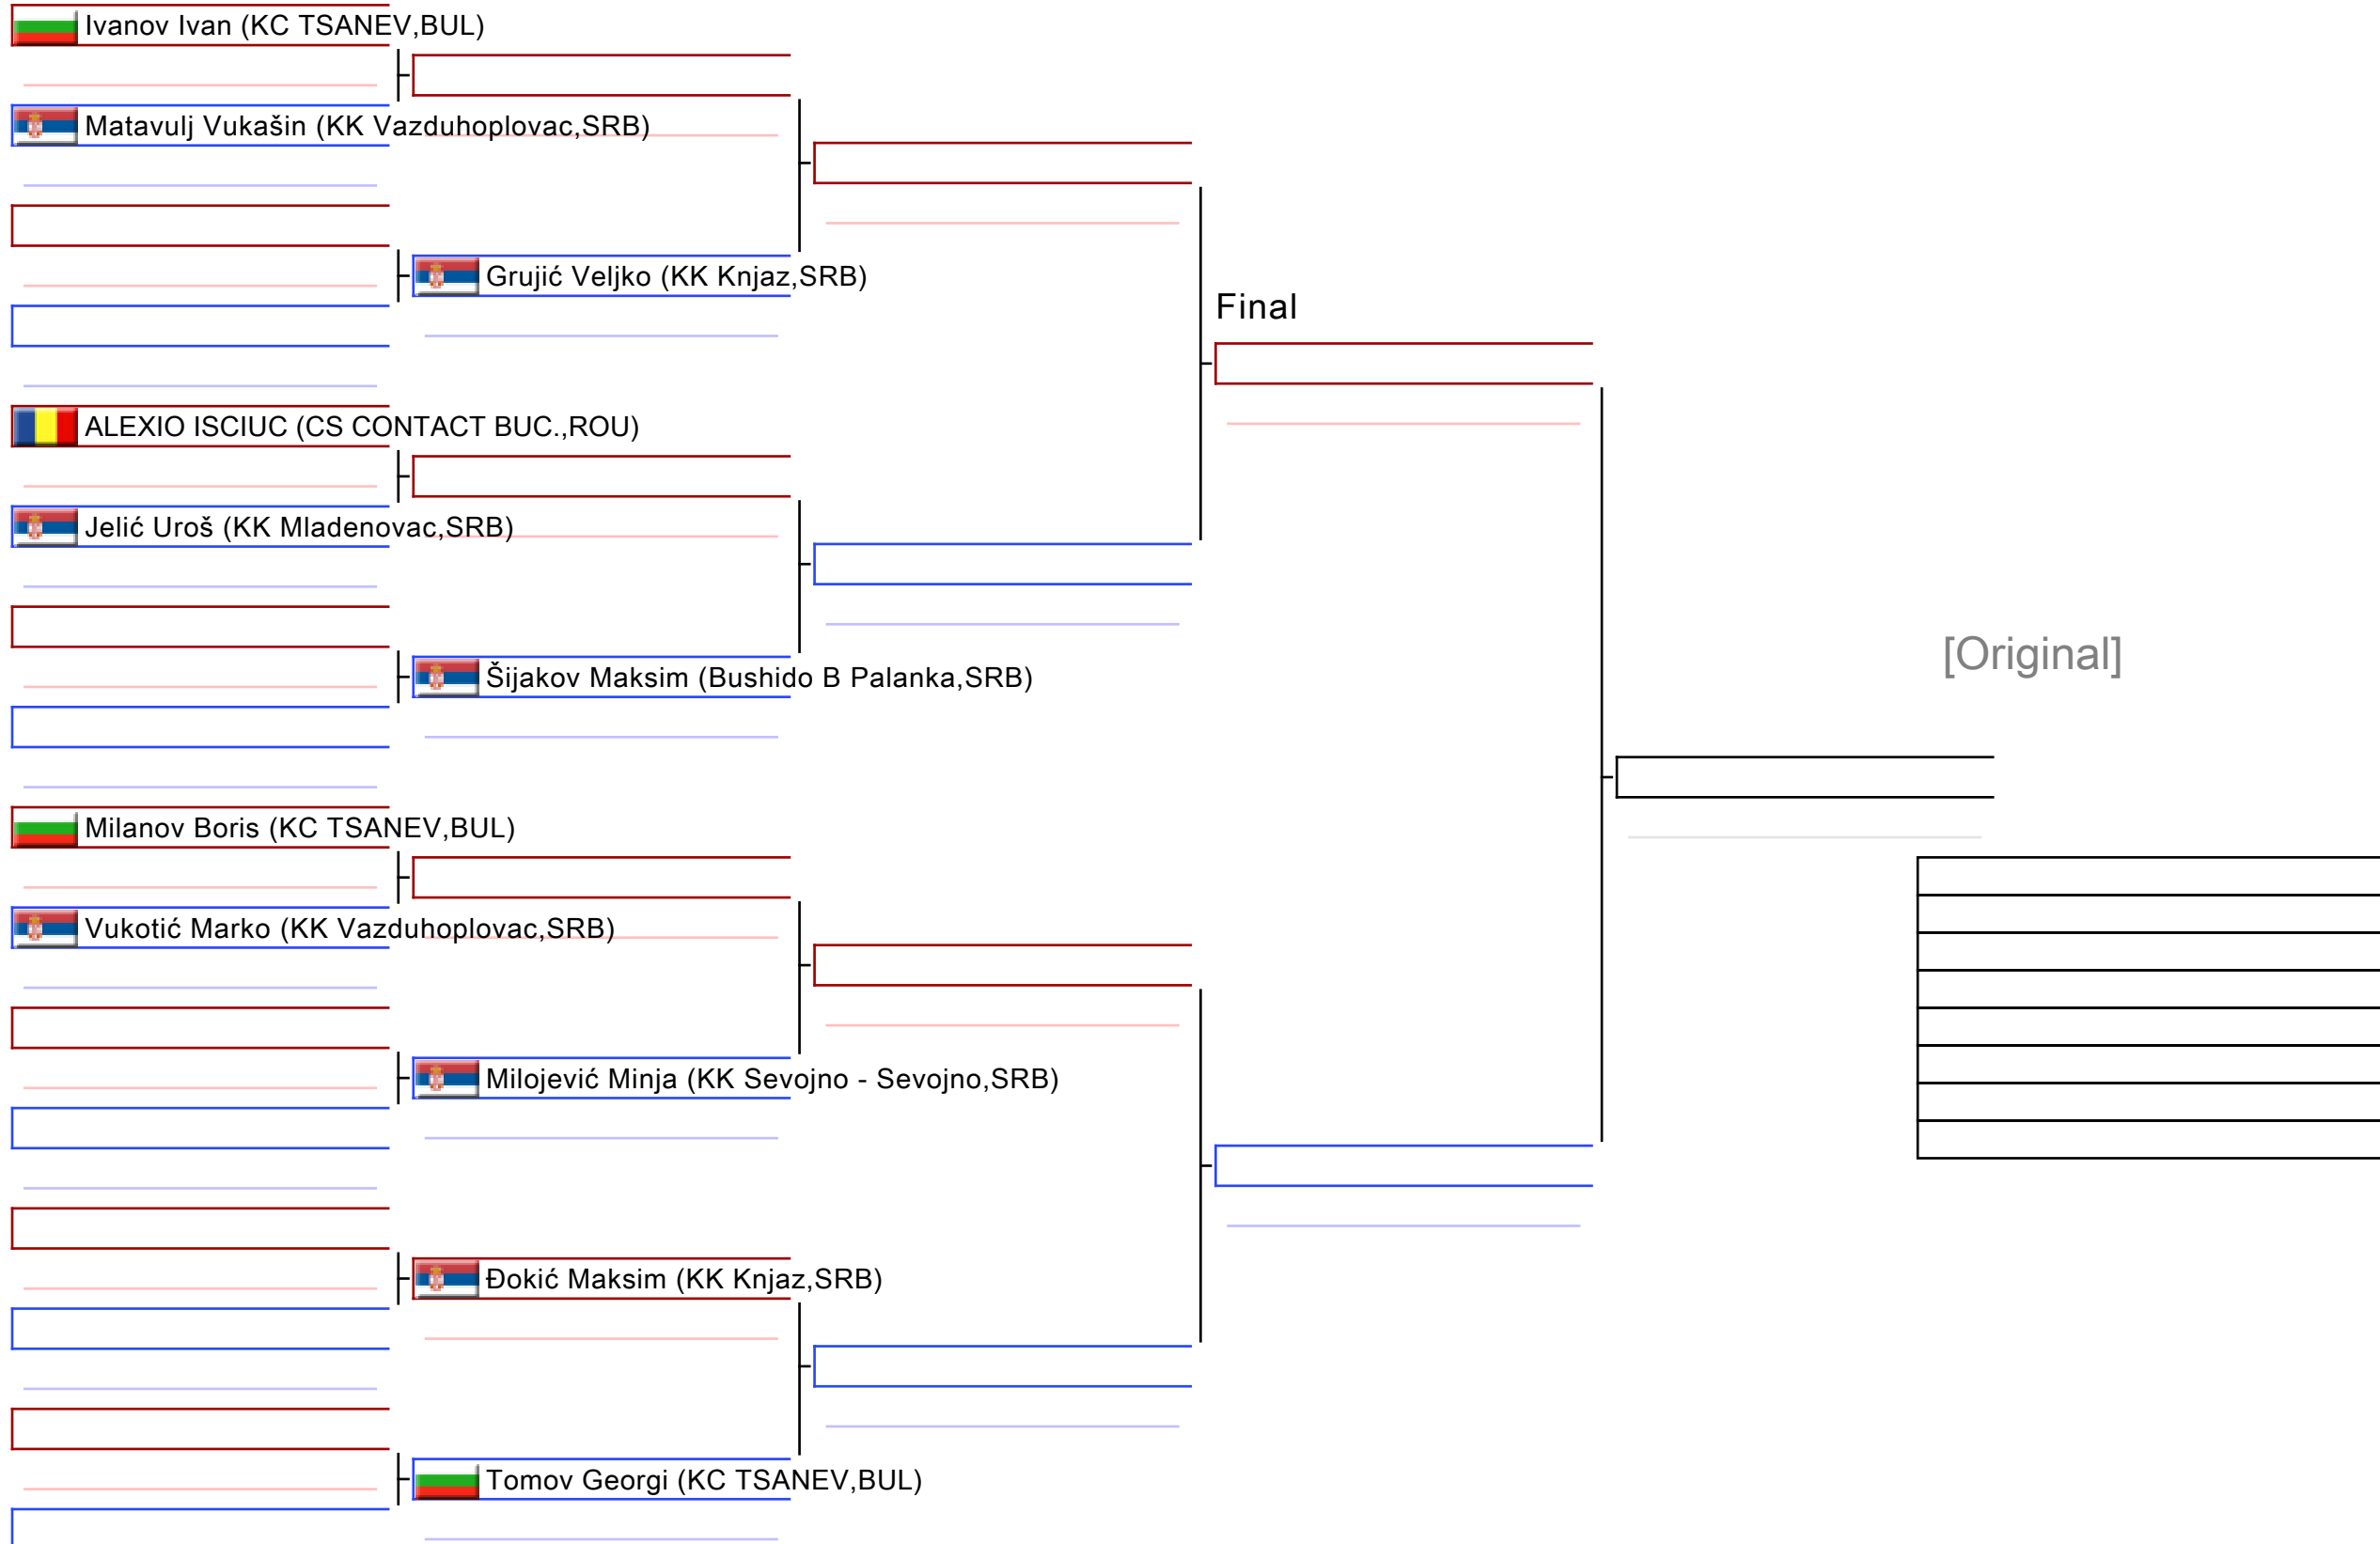 Ivanov Ivan (KC TSANEV,BUL)
Matavulj Vukašin (KK Vazduhoplovac,SRB)
Grujić Veljko (KK Knjaz,SRB)
Final
ALEXIO ISCIUC (CS CONTACT BUC.,ROU)
Jelić Uroš (KK Mladenovac,SRB)
[Original]
Šijakov Maksim (Bushido B Palanka,SRB)
Milanov Boris (KC TSANEV,BUL)
Vukotić Marko (KK Vazduhoplovac,SRB)
Milojević Minja (KK Sevojno - Sevojno,SRB)
Đokić Maksim (KK Knjaz,SRB)
Tomov Georgi (KC TSANEV,BUL)